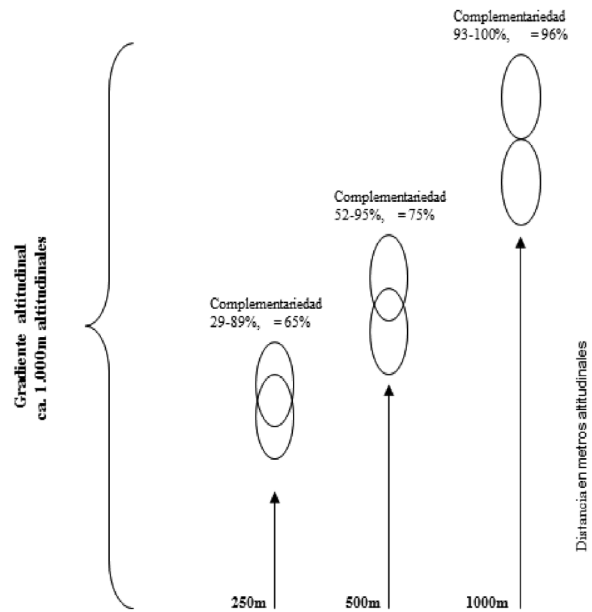 Complementariedad
93-100%, = 96%
Complementariedad
52-95%, = 75%
Complementariedad
29-89%, = 65%
Gradiente altitudinal
ca. 1.000m altitudinales
Distancia en metros altitudinales
250m
500m
1000m